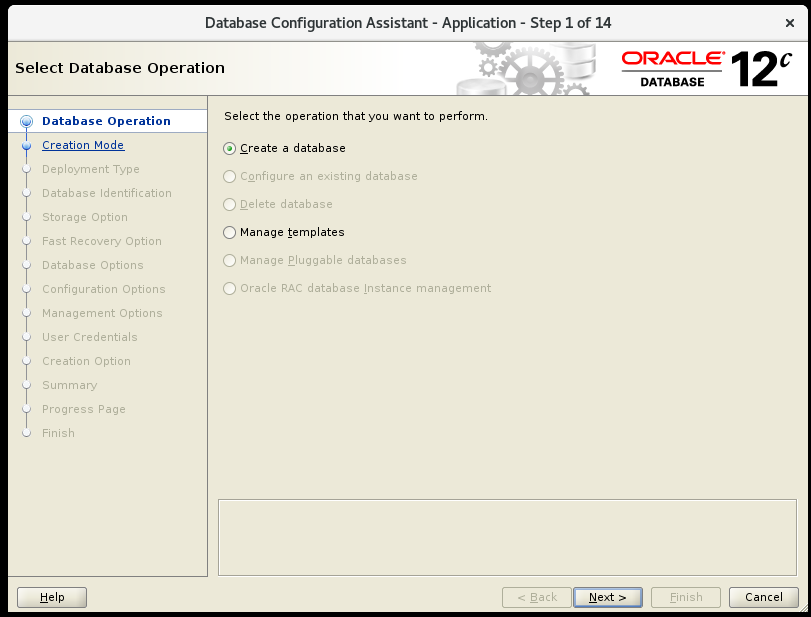 Database Configuration Assistant - Application - Step 1 of 14
Select Database Operation
ORACLE
DATABASE
12c
Database Operation
Creation Mode
Deployment Type
Database Identification
Storage Option
Fast Recovery Option
Database Options
Configuration Options
Management Options
User Credentials
Creation Option
Summary
Progress Page
Finish
Select the operation that you want to perform.
Create a database
Configure an existing database
Delete database
Manage templates
Manage Pluggable databases
Oracle RAC database Instance management
Help
< Back
Next >
Finish
Cancel